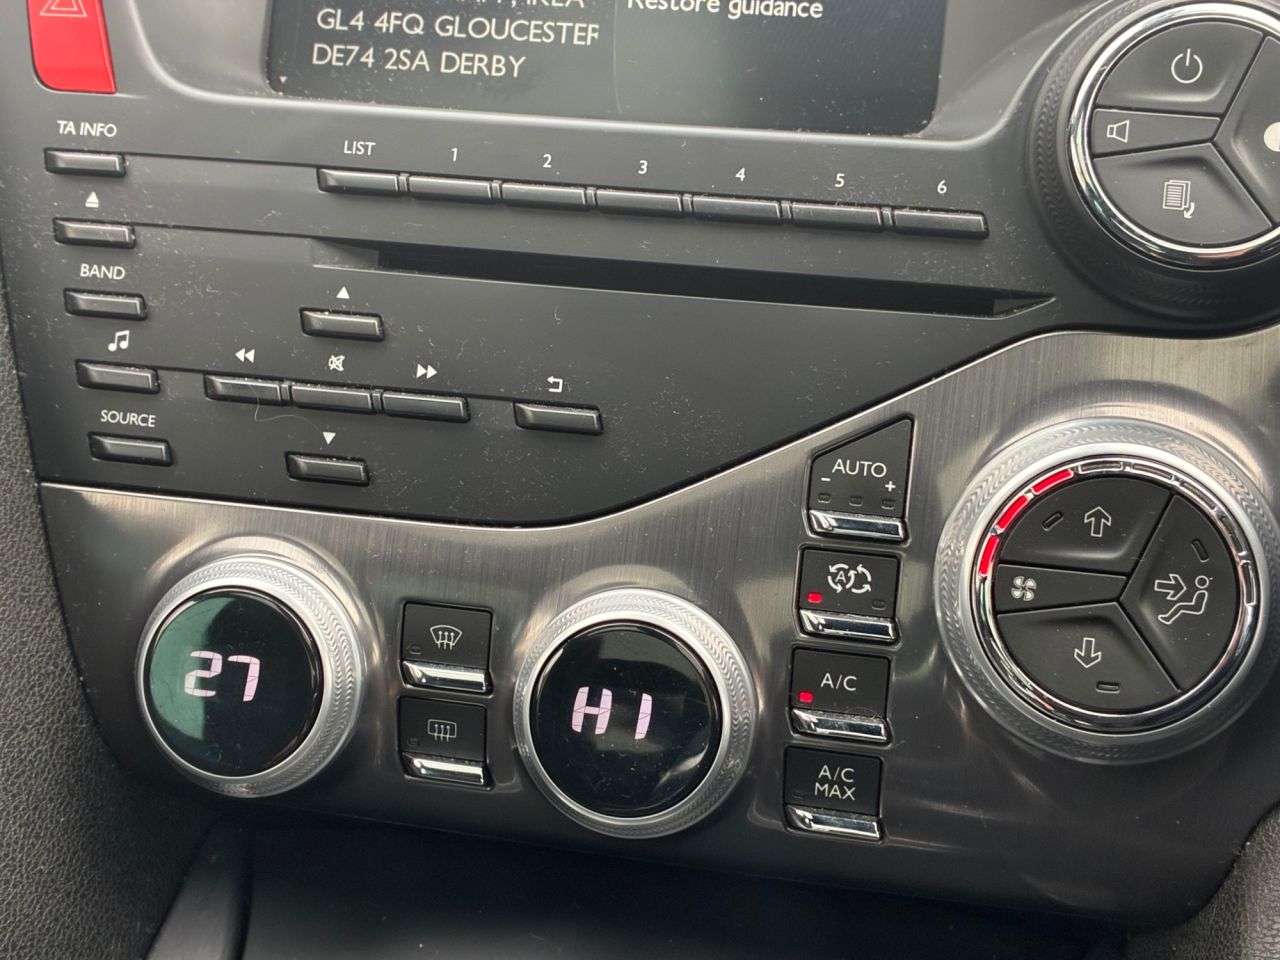 IKEA
Restore guidance
GL4 4FQ GLOUCESTER
DE74 2SA DERBY
TA INFO
LIST 1 2 3 4 5 6
BAND
SOURCE
AUTO
- +
A
A/C
A/C
MAX
27
HI